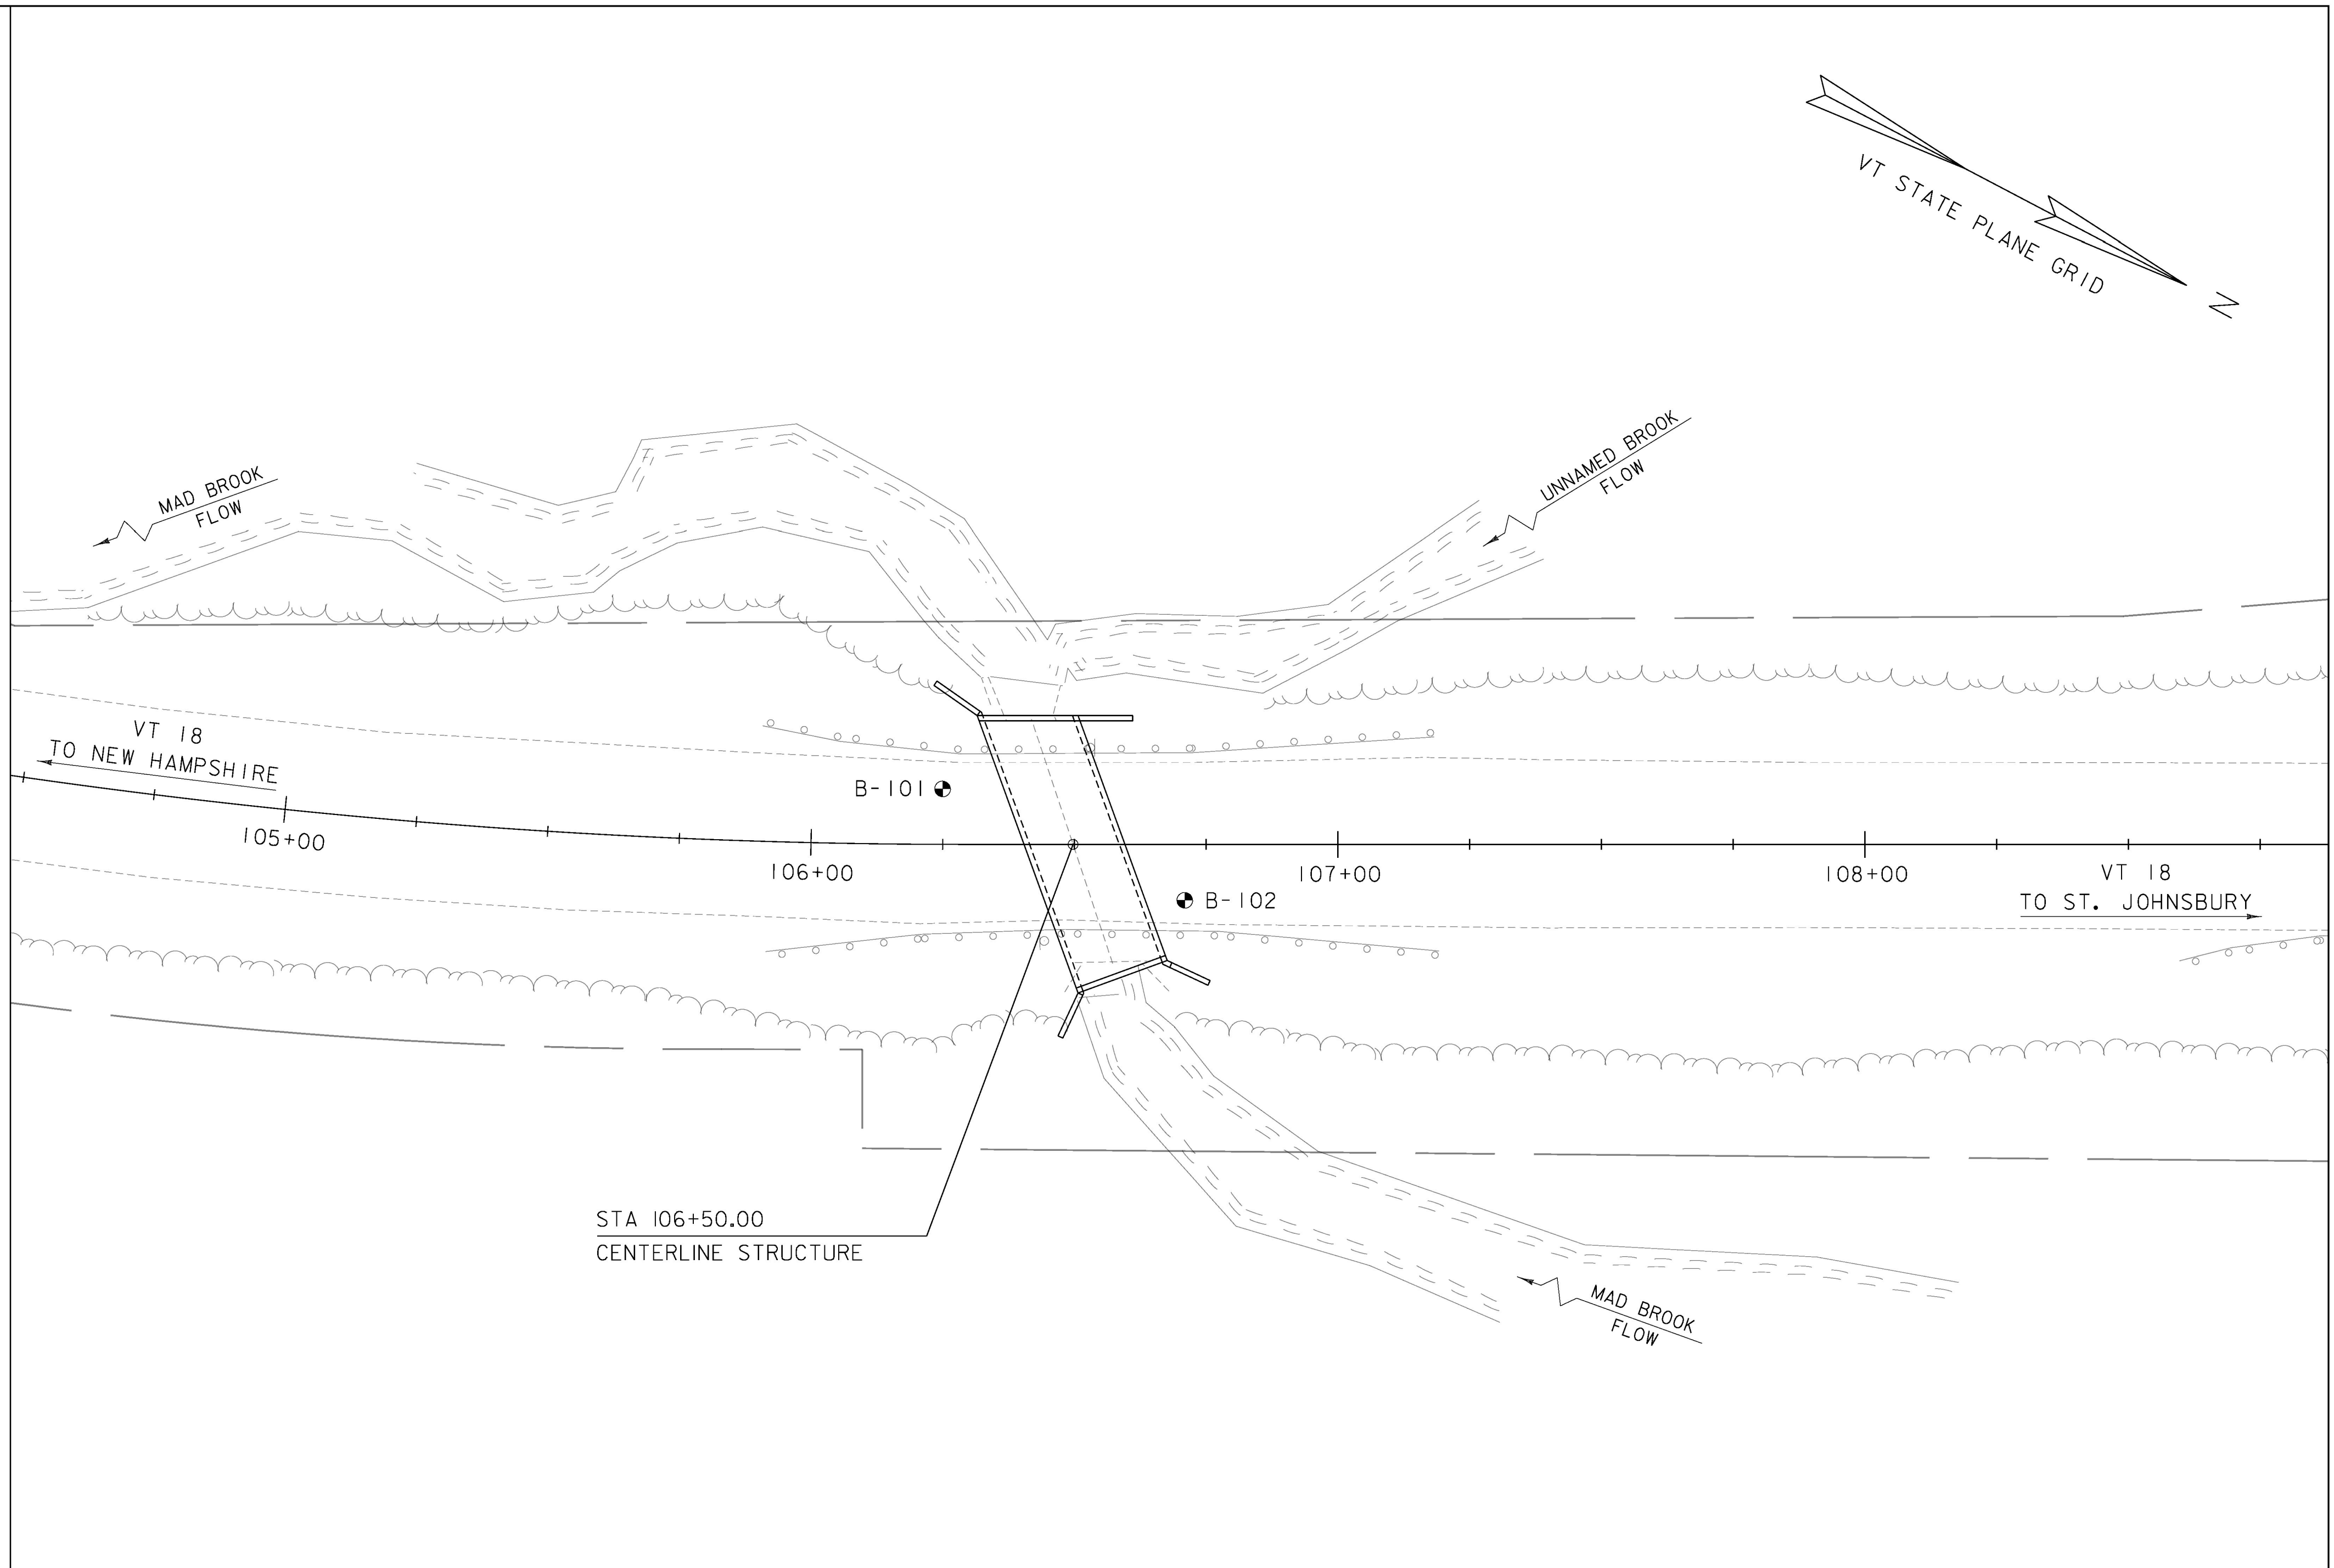 VT STATE PLANE GRID
N
UNNAMED BROOK
FLOW
MAD BROOK
FLOW
VT 18
TO NEW HAMPSHIRE
B-101
105+00
106+00
107+00
108+00
VT 18
TO ST. JOHNSBURY
B-102
STA 106+50.00
CENTERLINE STRUCTURE
MAD BROOK
FLOW